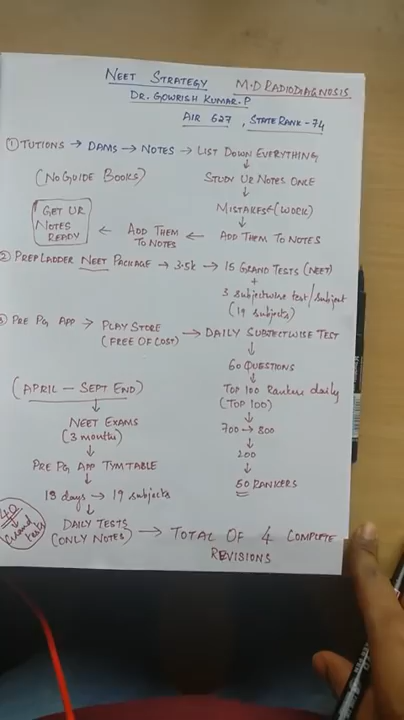 NEET STRATEGY M.D RADIODIAGNOSIS
DR. GOWRISH KUMAR. P
AIR 627 , STATE RANK - 74
① TUTIONS → DAMS → NOTES → LIST DOWN EVERYTHING
↓
(NO GUIDE BOOKS) STUDY UR NOTES ONCE
↓
MISTAKES (WORK)
↓
GET UR NOTES READY ← ADD THEM TO NOTES ← ADD THEM TO NOTES
② PREPLADDER NEET PACKAGE → 3.5K → 15 GRAND TESTS (NEET)
+
3 subjectwise test/subject
(19 subjects)
③ PRE PG APP → PLAY STORE → DAILY SUBJECTWISE TEST
(FREE OF COST)
↓
60 QUESTIONS
↓
TOP 100 Rankers daily
(TOP 100)
↓
700 → 800
↓
200
↓
50 RANKERS
(APRIL – SEPT END)
↓
NEET EXAMS
(3 months)
↓
PRE PG APP TYMTABLE
↓
18 days → 19 subjects
↓
DAILY TESTS
(ONLY NOTES) → TOTAL OF 4 COMPLETE
REVISIONS
40
Grand tests